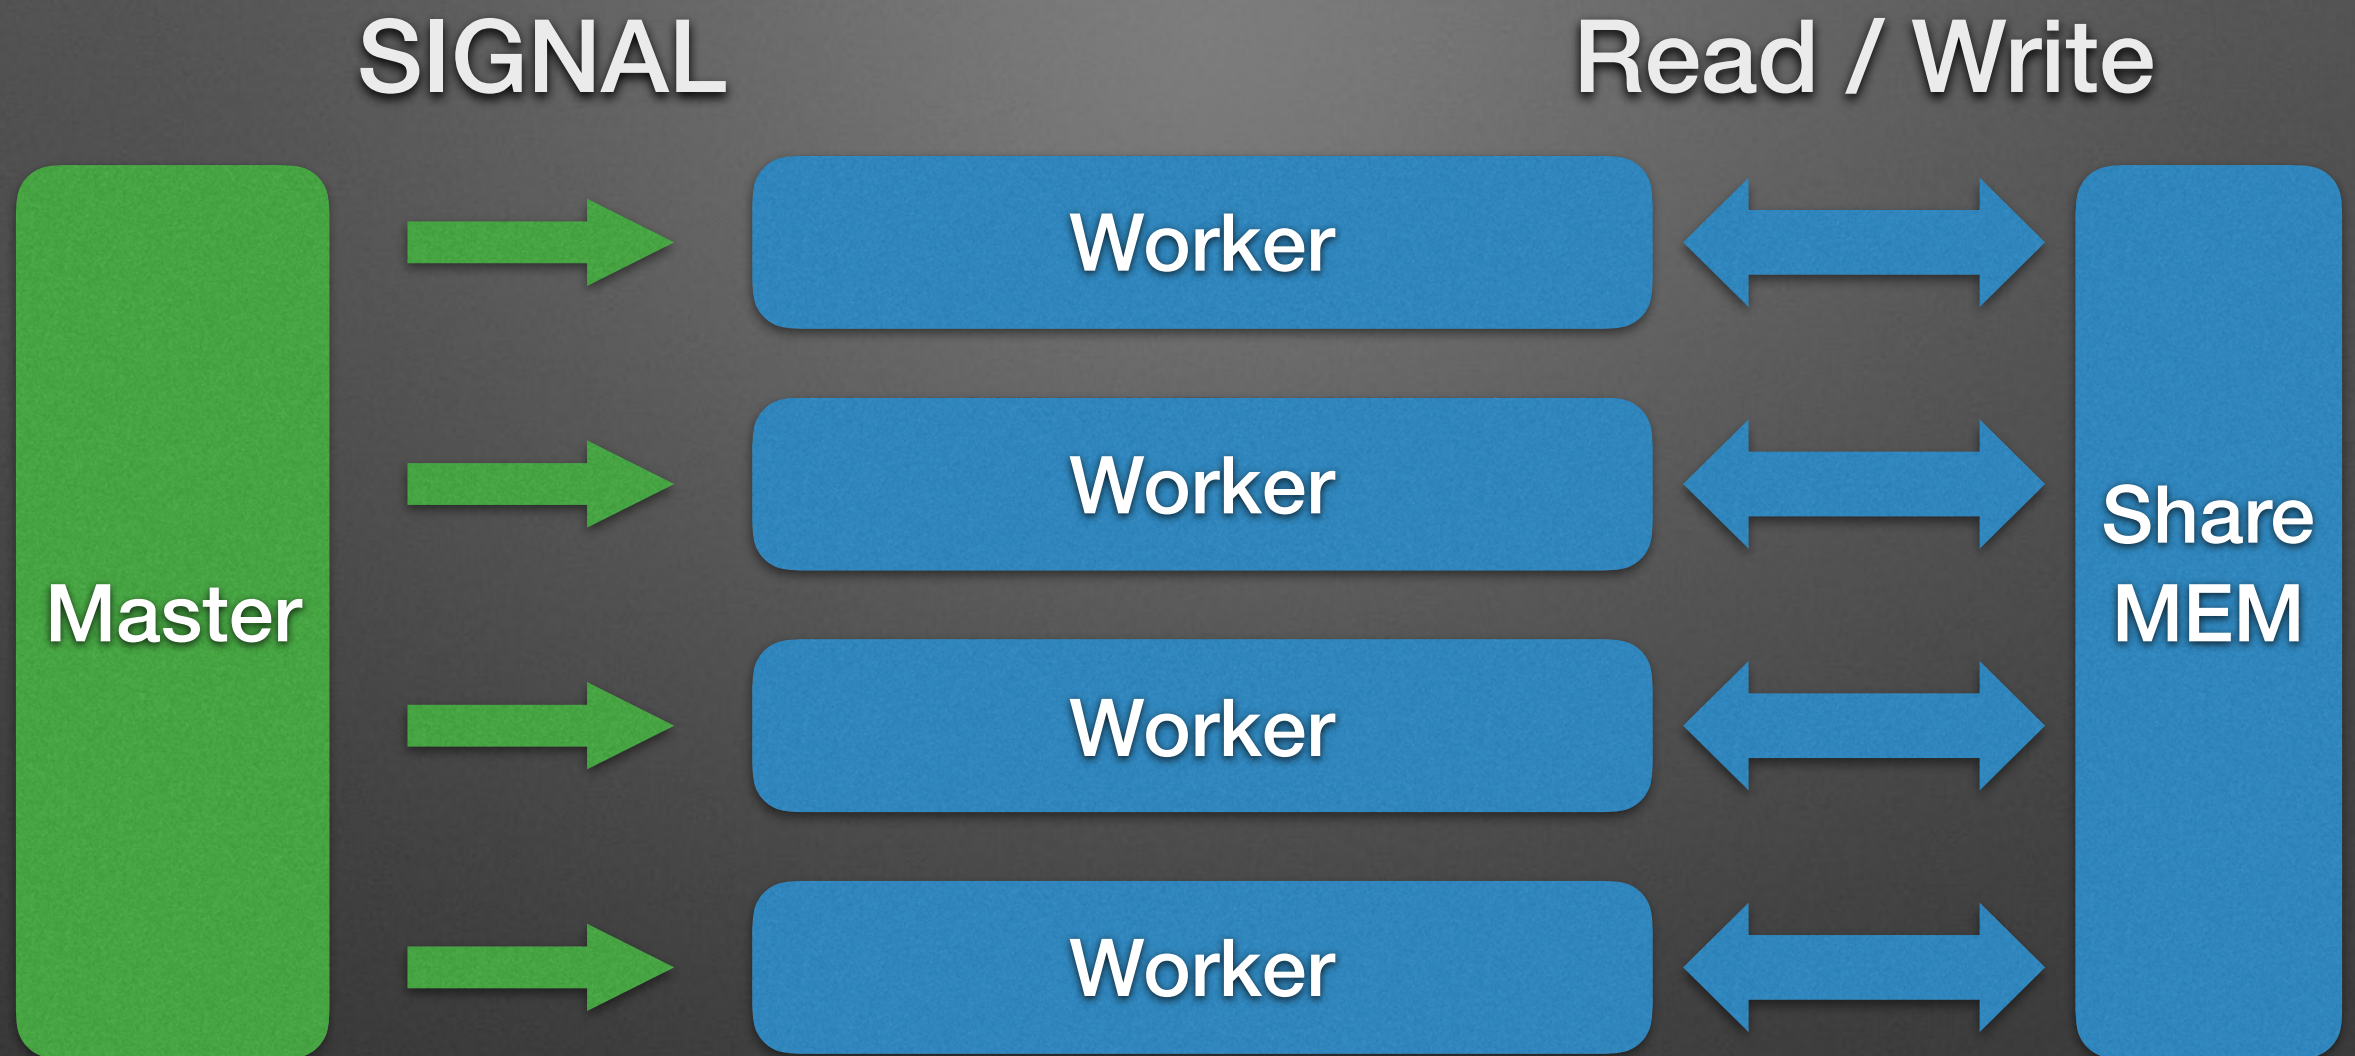 SIGNAL
Read / Write
Worker
Worker
Share
MEM
Master
Worker
Worker